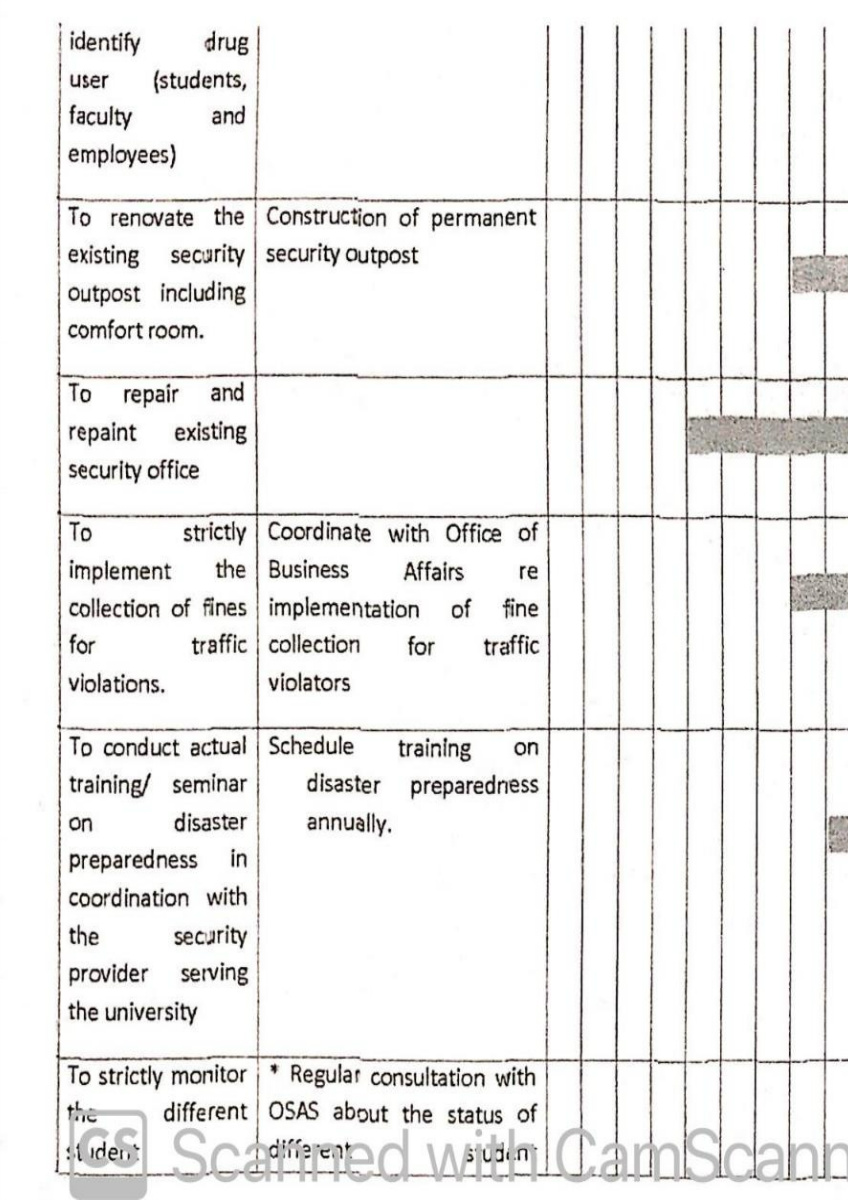 identify drug
user (students,
faculty and
employees)
To renovate the
existing security
outpost including
comfort room.
Construction of permanent
security outpost
To repair and
repaint existing
security office
To strictly
implement the
collection of fines
for traffic
violations.
Coordinate with Office of
Business Affairs re
implementation of fine
collection for traffic
violators
To conduct actual
training/ seminar
on disaster
preparedness in
coordination with
the security
provider serving
the university
Schedule training on
disaster preparedness
annually.
To strictly monitor
the different
student
* Regular consultation with
OSAS about the status of
different student
CS Scanned with CamScann